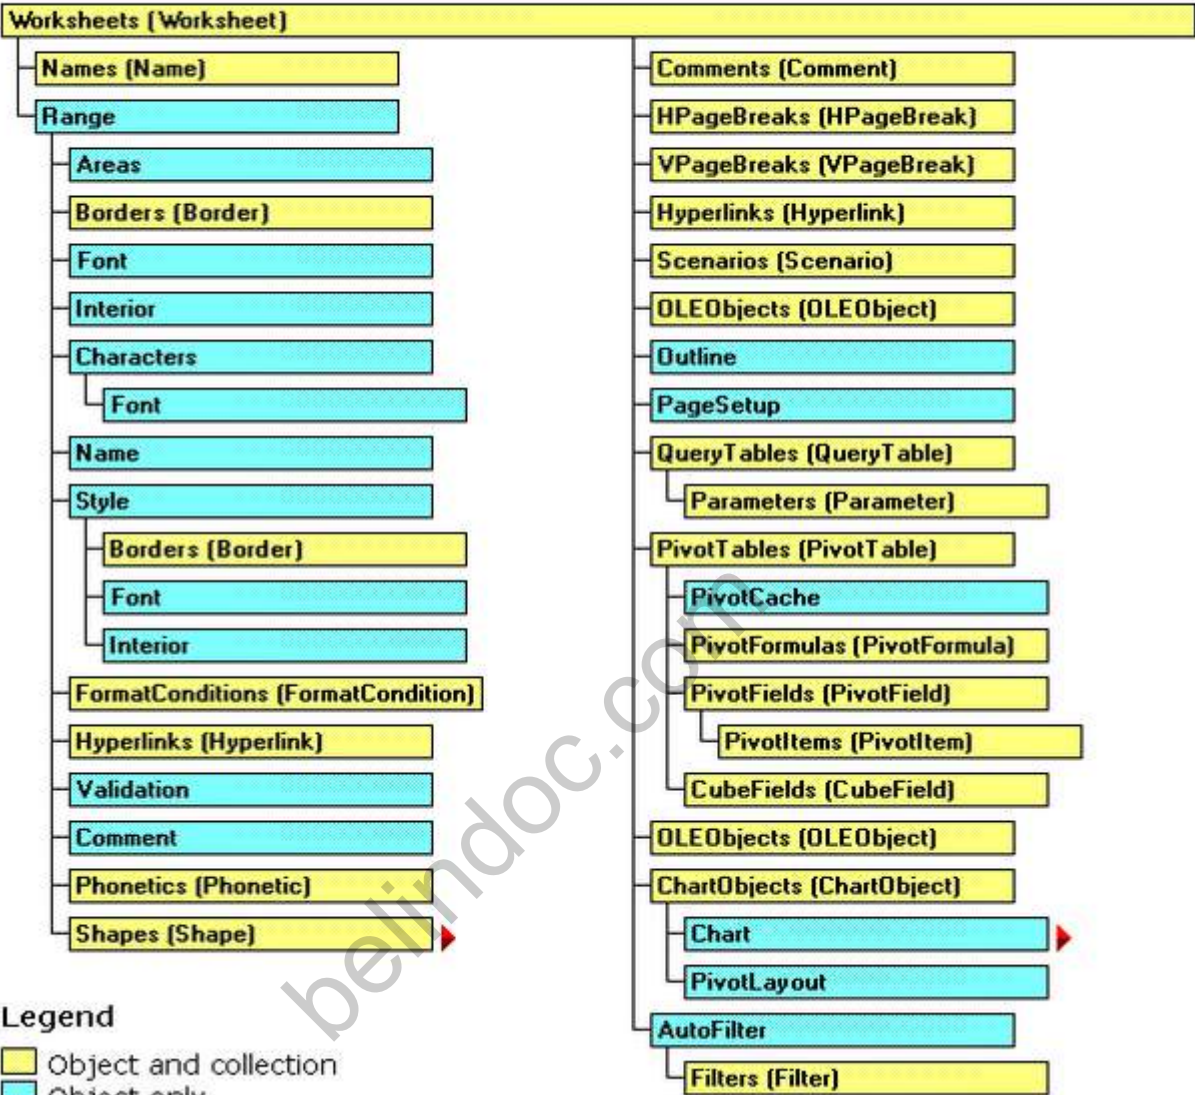 Worksheets (Worksheet)
Names (Name)
Range
Areas
Borders (Border)
Font
Interior
Characters
Font
Name
Style
Borders (Border)
Font
Interior
FormatConditions (FormatCondition)
Hyperlinks (Hyperlink)
Validation
Comment
Phonetics (Phonetic)
Shapes (Shape)
Comments (Comment)
HPageBreaks (HPageBreak)
VPageBreaks (VPageBreak)
Hyperlinks (Hyperlink)
Scenarios (Scenario)
OLEObjects (OLEObject)
Outline
PageSetup
QueryTables (QueryTable)
Parameters (Parameter)
PivotTables (PivotTable)
PivotCache
PivotFormulas (PivotFormula)
PivotFields (PivotField)
PivotItems (PivotItem)
CubeFields (CubeField)
OLEObjects (OLEObject)
ChartObjects (ChartObject)
Chart
PivotLayout
AutoFilter
Filters (Filter)
Legend
Object and collection
Object only
belindoc.com